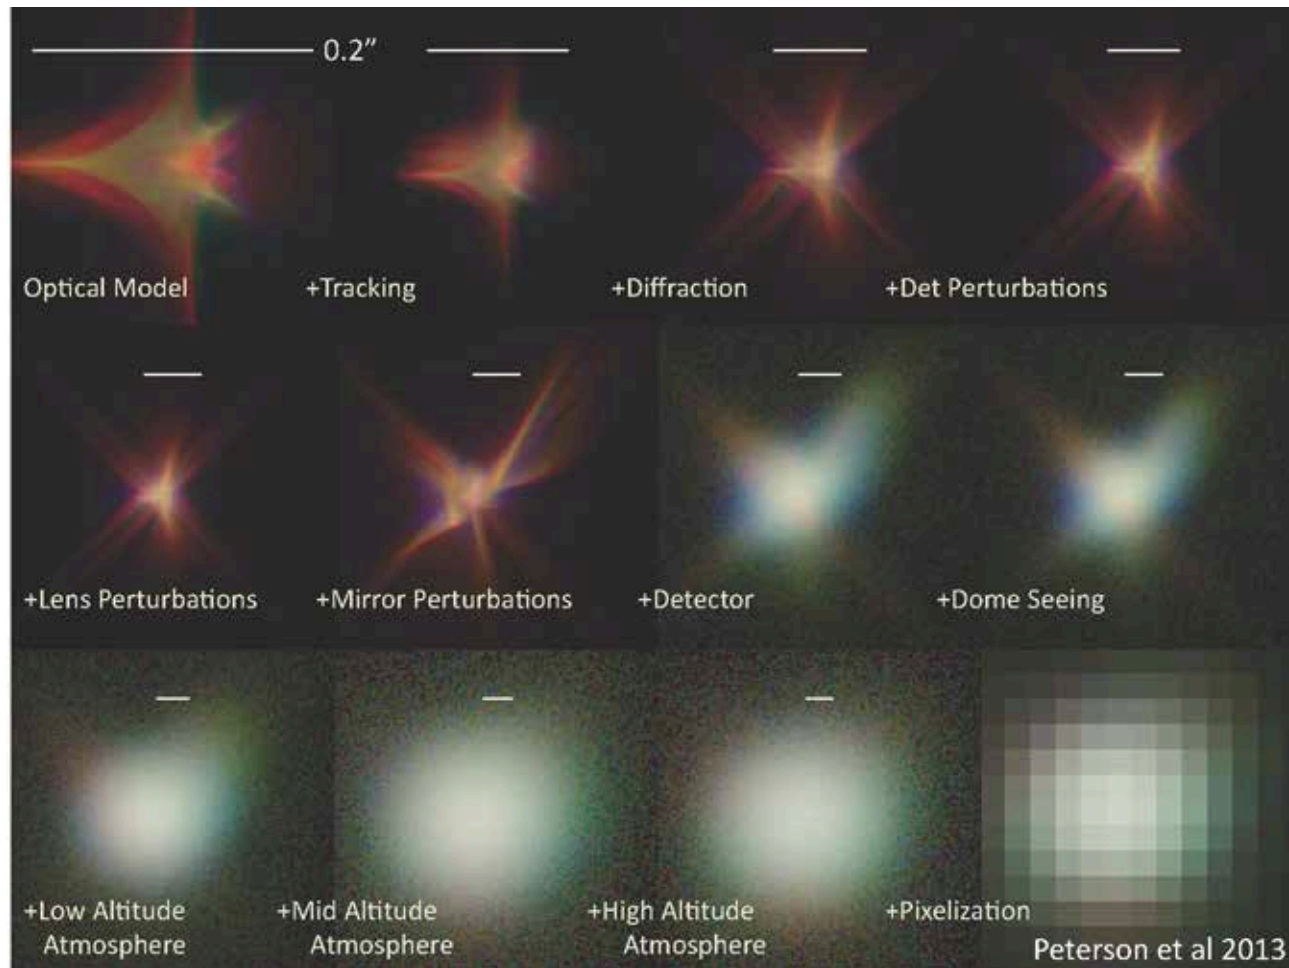 0.2”
Optical Model
+Tracking
+Diffraction
+Det Perturbations
+Lens Perturbations
+Mirror Perturbations
+Detector
+Dome Seeing
+Low Altitude
Atmosphere
+Mid Altitude
Atmosphere
+High Altitude
Atmosphere
+Pixelization
Peterson et al 2013